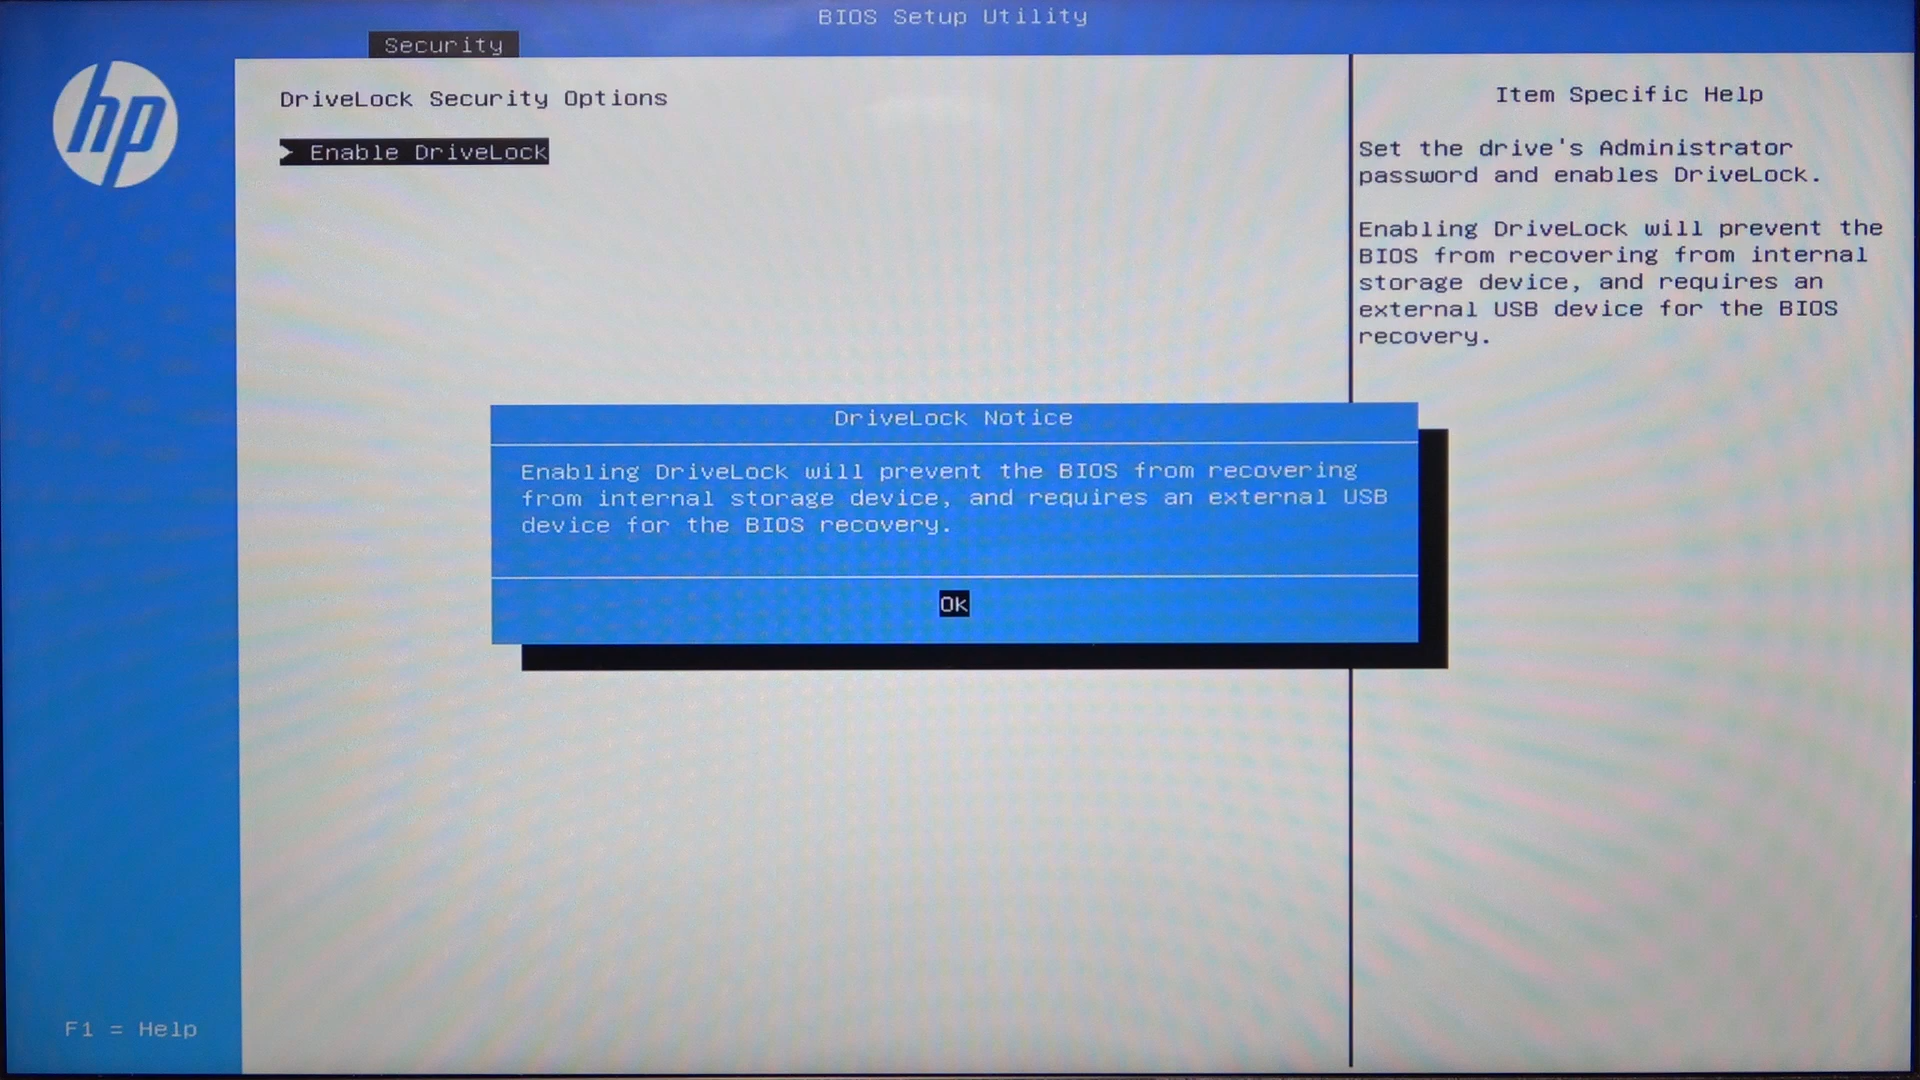 BIOS Setup Utility
Security
hp
DriveLock Security Options
Enable DriveLock
Item Specific Help
Set the drive's Administrator
password and enables DriveLock.
Enabling DriveLock will prevent the
BIOS from recovering from internal
storage device, and requires an
external USB device for the BIOS
recovery.
DriveLock Notice
Enabling DriveLock will prevent the BIOS from recovering
from internal storage device, and requires an external USB
device for the BIOS recovery.
Ok
F1 = Help